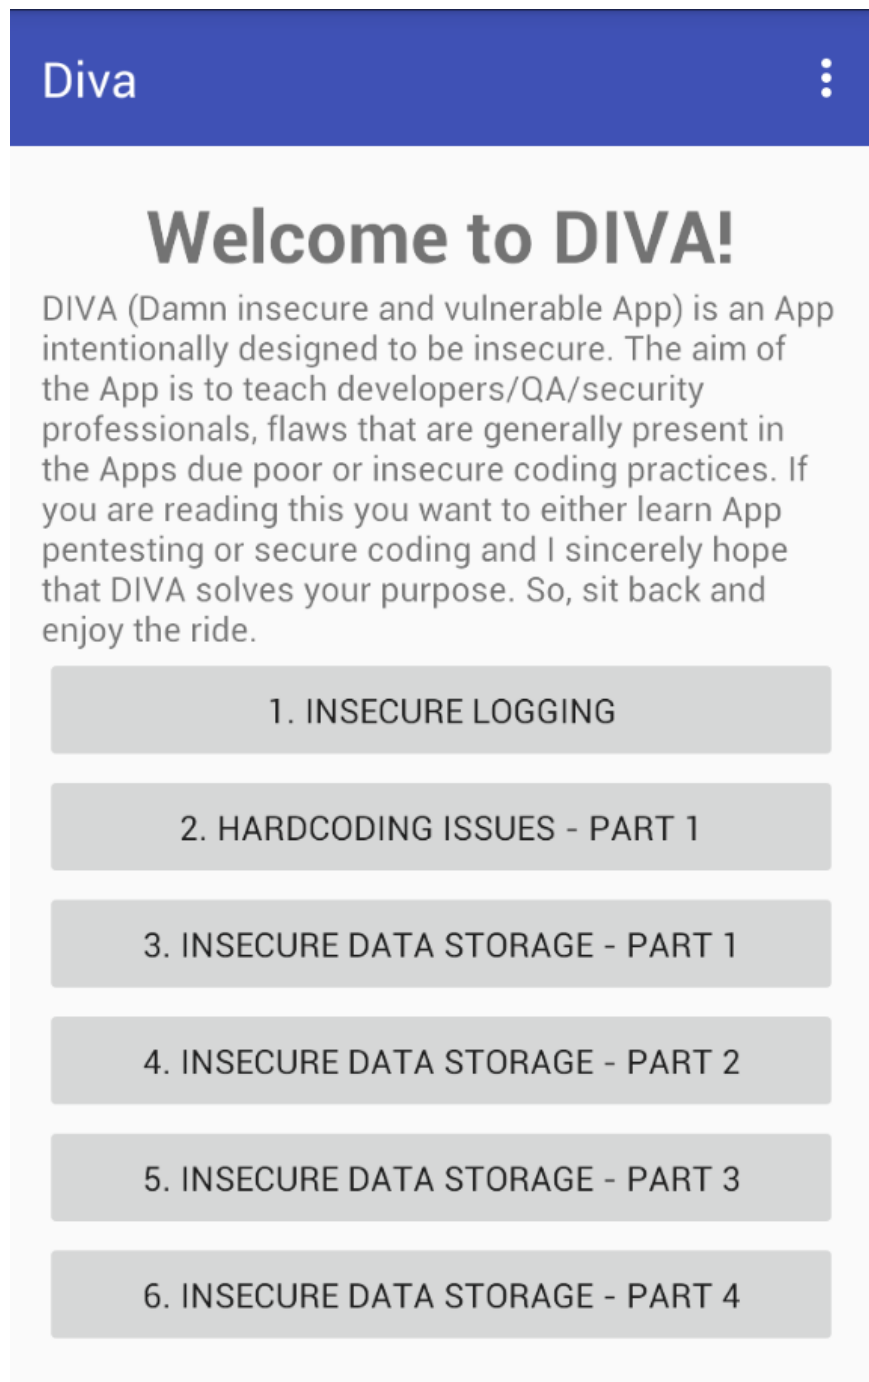 Diva
Welcome to DIVA!
DIVA (Damn insecure and vulnerable App) is an App
intentionally designed to be insecure. The aim of
the App is to teach developers/QA/security
professionals, flaws that are generally present in
the Apps due poor or insecure coding practices. If
you are reading this you want to either learn App
pentesting or secure coding and I sincerely hope
that DIVA solves your purpose. So, sit back and
enjoy the ride.
1. INSECURE LOGGING
2. HARDCODING ISSUES - PART 1
3. INSECURE DATA STORAGE - PART 1
4. INSECURE DATA STORAGE - PART 2
5. INSECURE DATA STORAGE - PART 3
6. INSECURE DATA STORAGE - PART 4